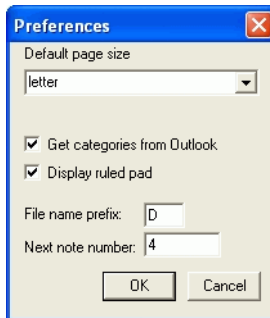 Preferences
Default page size
letter
Get categories from Outlook
Display ruled pad
File name prefix: D
Next note number: 4
OK Cancel